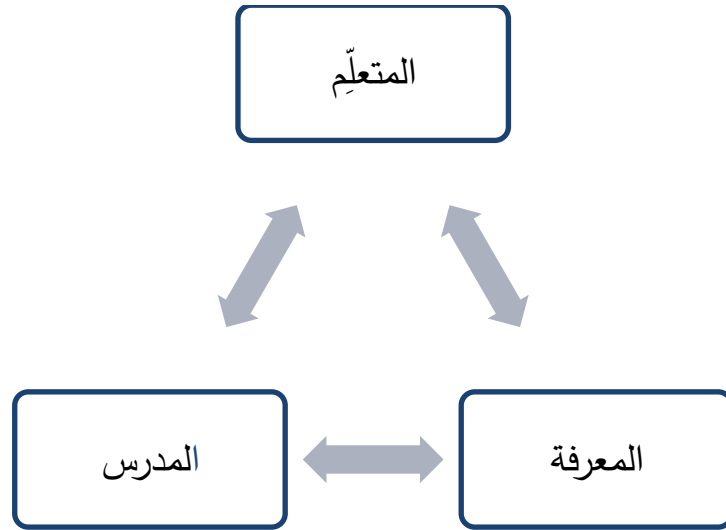 المتعلِّم
المعرفة
المدرس